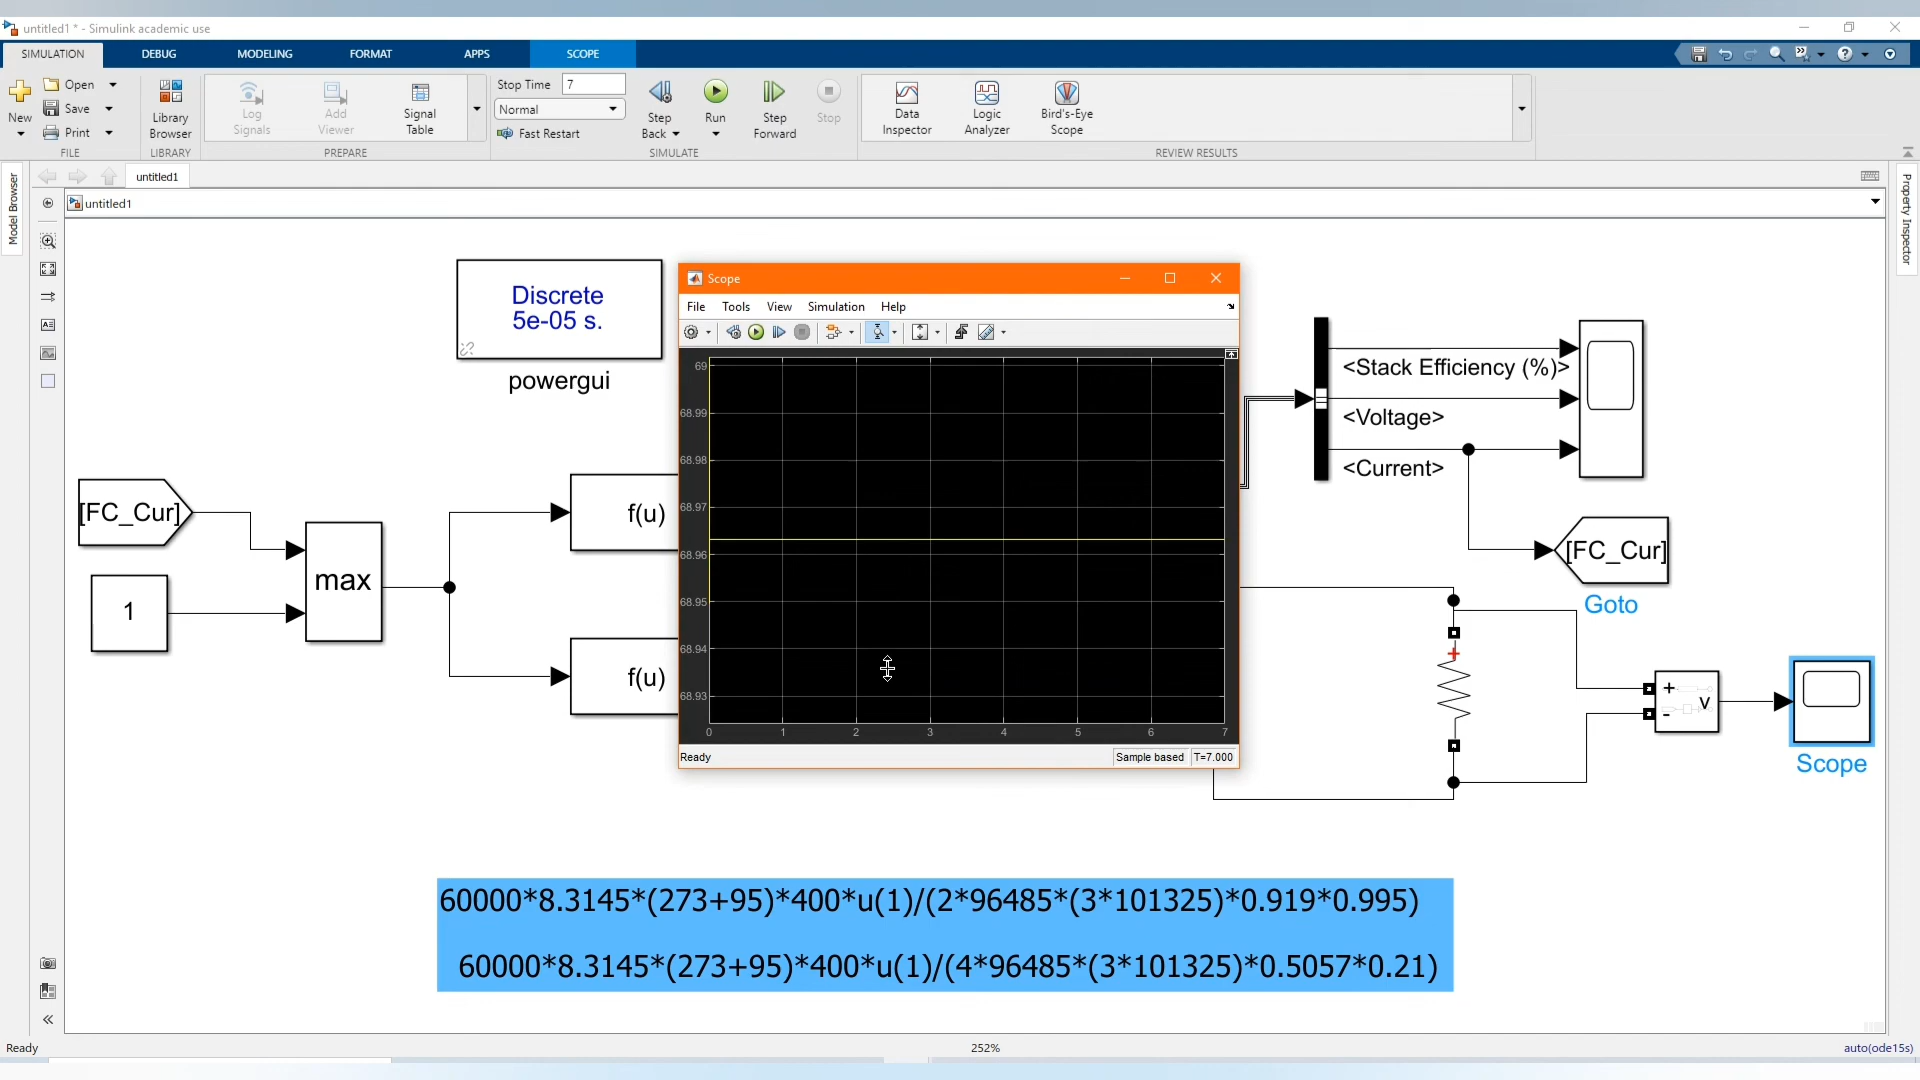 untitled1 * - Simulink academic use
SIMULATION DEBUG MODELING FORMAT APPS SCOPE
New
Open
Save
Print
FILE
Library
Browser
LIBRARY
Log
Signals
Add
Viewer
Signal
Table
PREPARE
Stop Time 7
Normal
Fast Restart
Step
Back
Run
Step
Forward
Stop
SIMULATE
Data
Inspector
Logic
Analyzer
Bird's-Eye
Scope
REVIEW RESULTS
Model Browser
Property Inspector
untitled1
untitled1
Discrete
5e-05 s.
powergui
[FC_Cur]
1
max
f(u)
f(u)
Scope
File Tools View Simulation Help
69
68.99
68.98
68.97
68.96
68.95
68.94
68.93
0 1 2 3 4 5 6 7
Ready Sample based T=7.000
<Stack Efficiency (%)>
<Voltage>
<Current>
[FC_Cur]
Goto
+
+
-
v
Scope
60000*8.3145*(273+95)*400*u(1)/(2*96485*(3*101325)*0.919*0.995)
60000*8.3145*(273+95)*400*u(1)/(4*96485*(3*101325)*0.5057*0.21)
Ready 252% auto(ode15s)